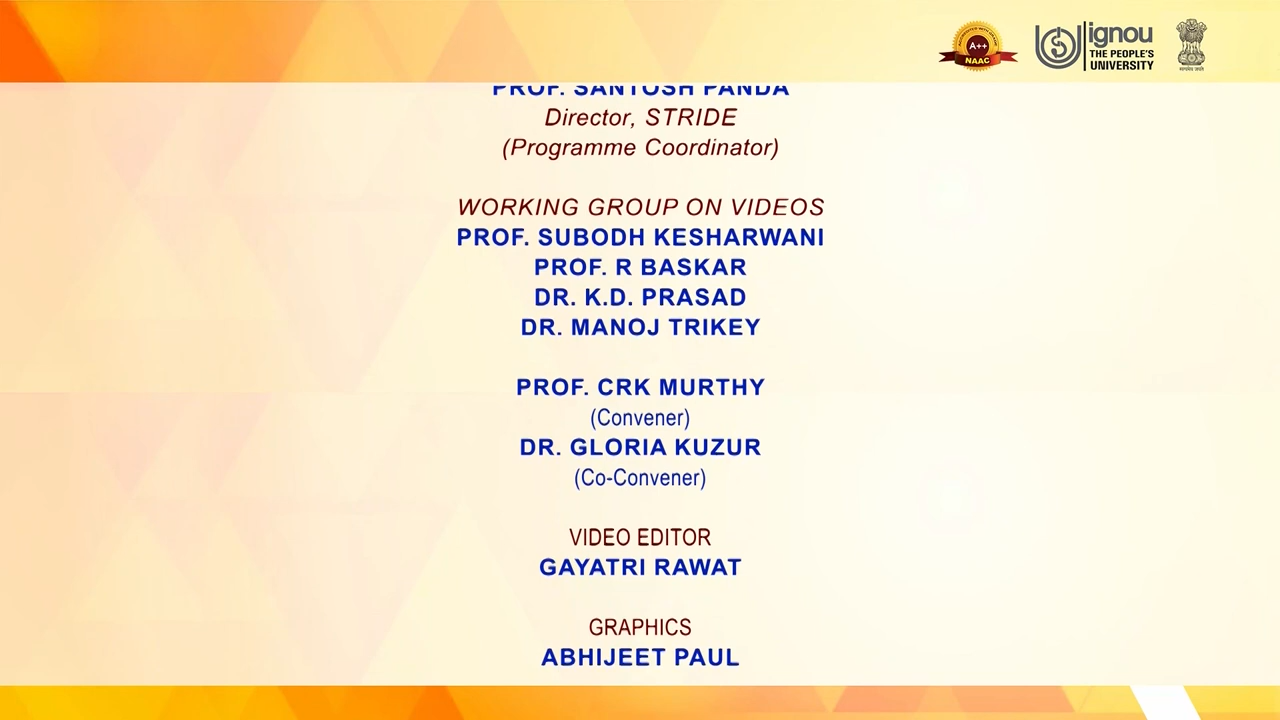 A++
NAAC
ignou
THE PEOPLE'S
UNIVERSITY
PROF. SANTOSH PANDA
Director, STRIDE
(Programme Coordinator)
WORKING GROUP ON VIDEOS
PROF. SUBODH KESHARWANI
PROF. R BASKAR
DR. K.D. PRASAD
DR. MANOJ TRIKEY
PROF. CRK MURTHY
(Convener)
DR. GLORIA KUZUR
(Co-Convener)
VIDEO EDITOR
GAYATRI RAWAT
GRAPHICS
ABHIJEET PAUL